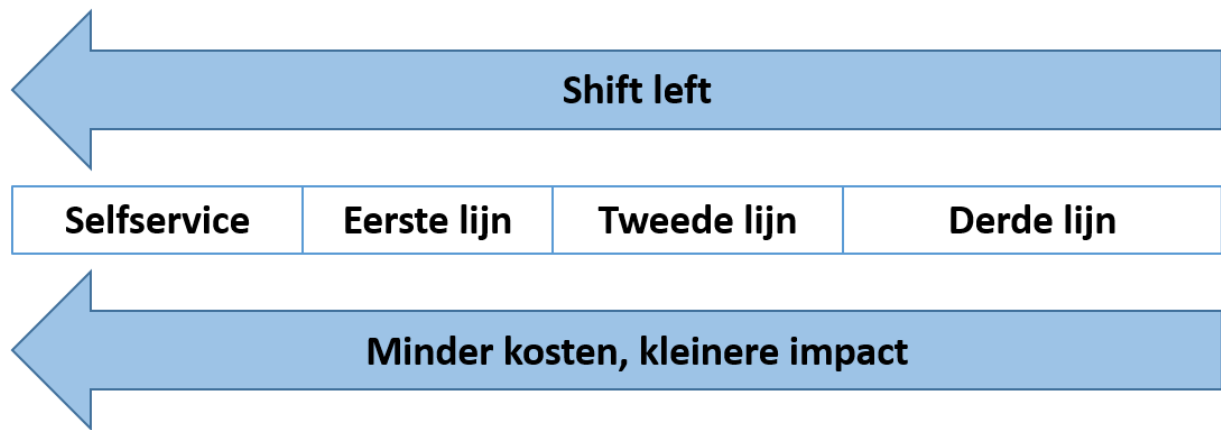 Shift left
Selfservice Eerste lijn Tweede lijn Derde lijn
Minder kosten, kleinere impact